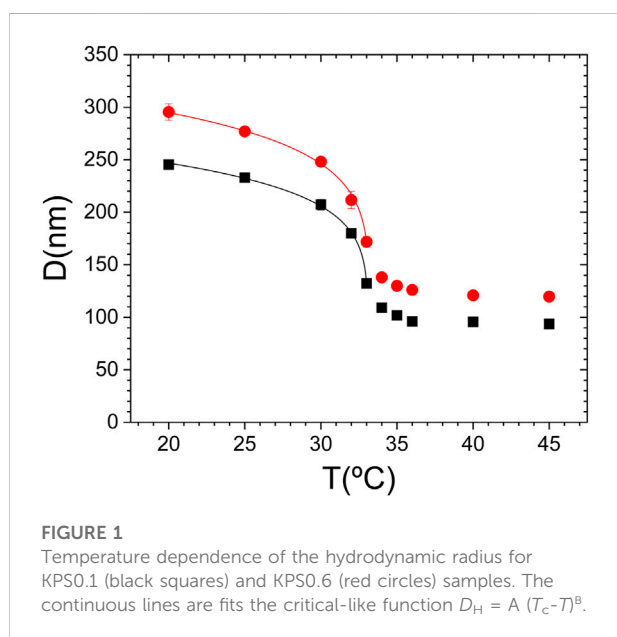 350
300
250
200
150
100
50
0
D(nm)
20 25 30 35 40 45
T(ºC)
FIGURE 1
Temperature dependence of the hydrodynamic radius for
KPS0.1 (black squares) and KPS0.6 (red circles) samples. The
continuous lines are fits the critical-like function D_H = A (T_c-T)^B.